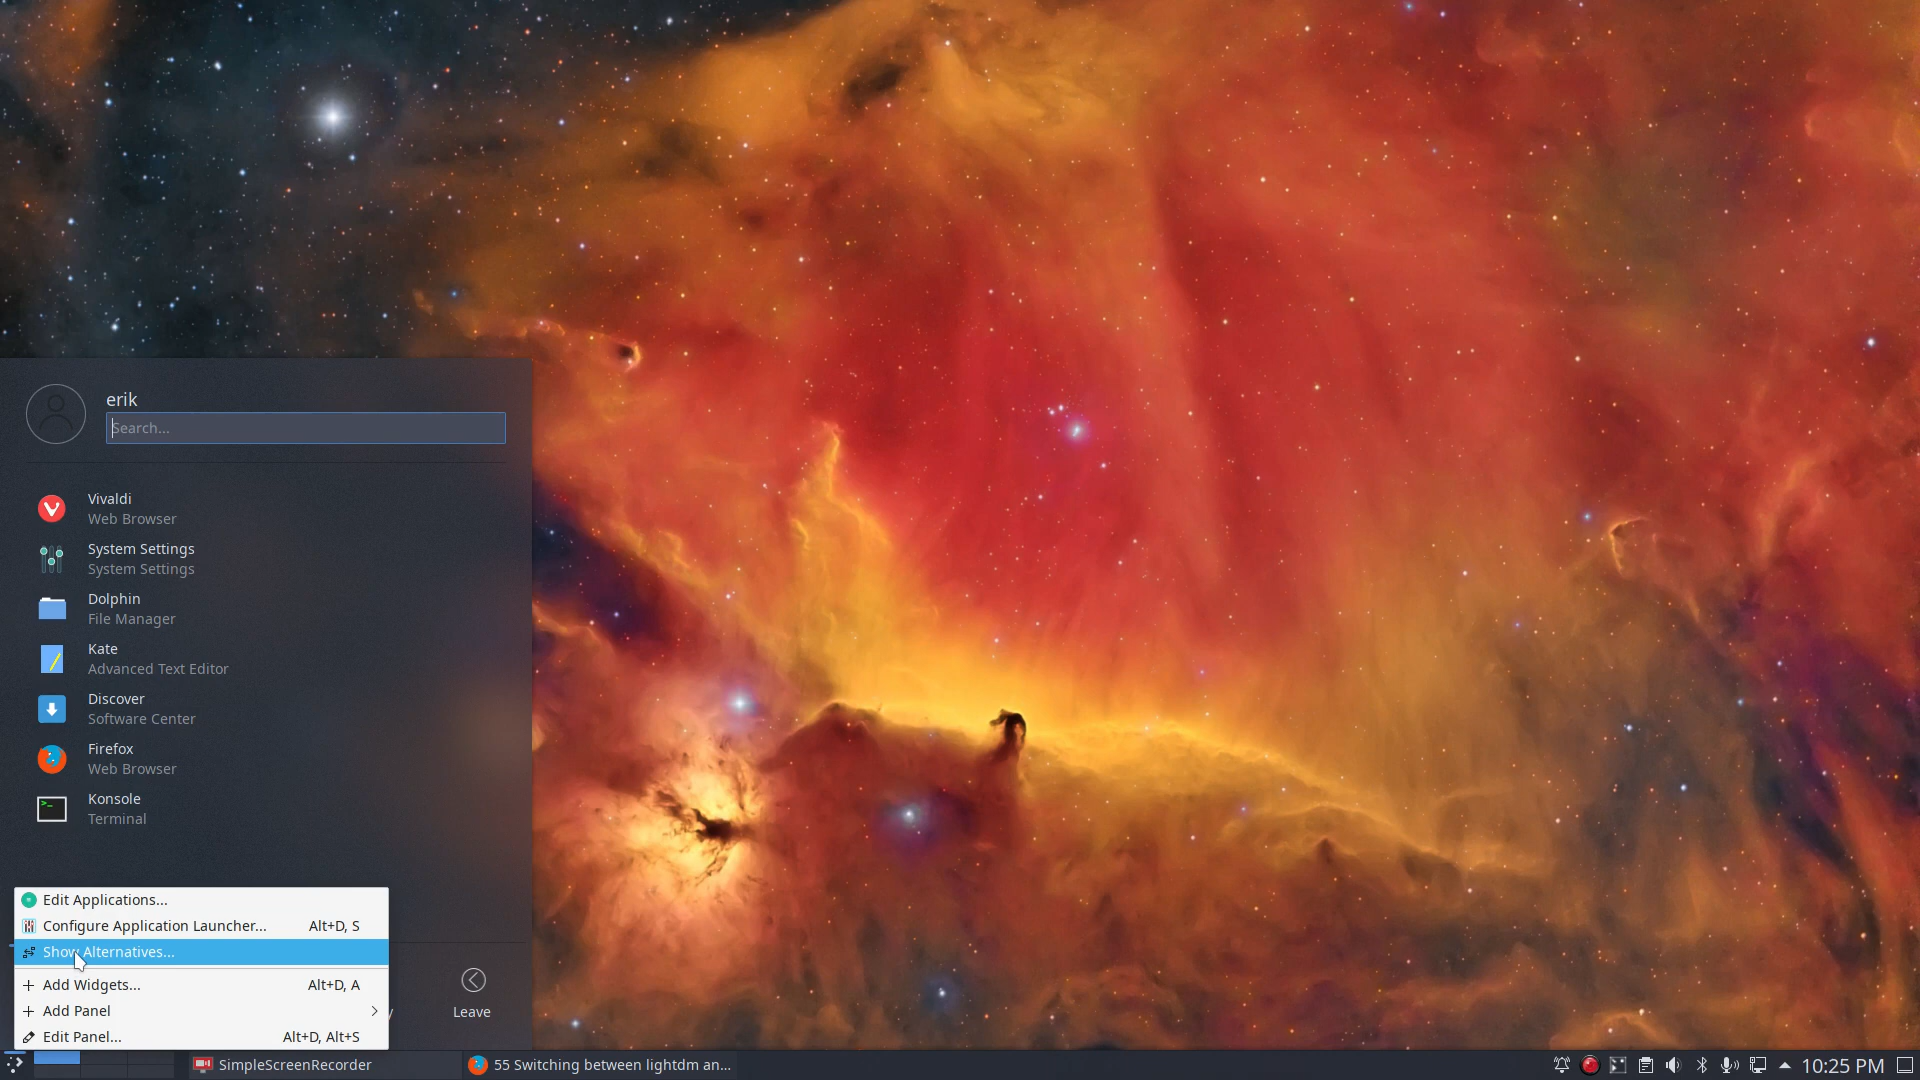 erik
Search...
Vivaldi
Web Browser
System Settings
System Settings
Dolphin
File Manager
Kate
Advanced Text Editor
Discover
Software Center
Firefox
Web Browser
Konsole
Terminal
Edit Applications...
Configure Application Launcher... Alt+D, S
Show Alternatives...
Add Widgets... Alt+D, A
Add Panel
Edit Panel... Alt+D, Alt+S
Leave
SimpleScreenRecorder
55 Switching between lightdm an...
10:25 PM